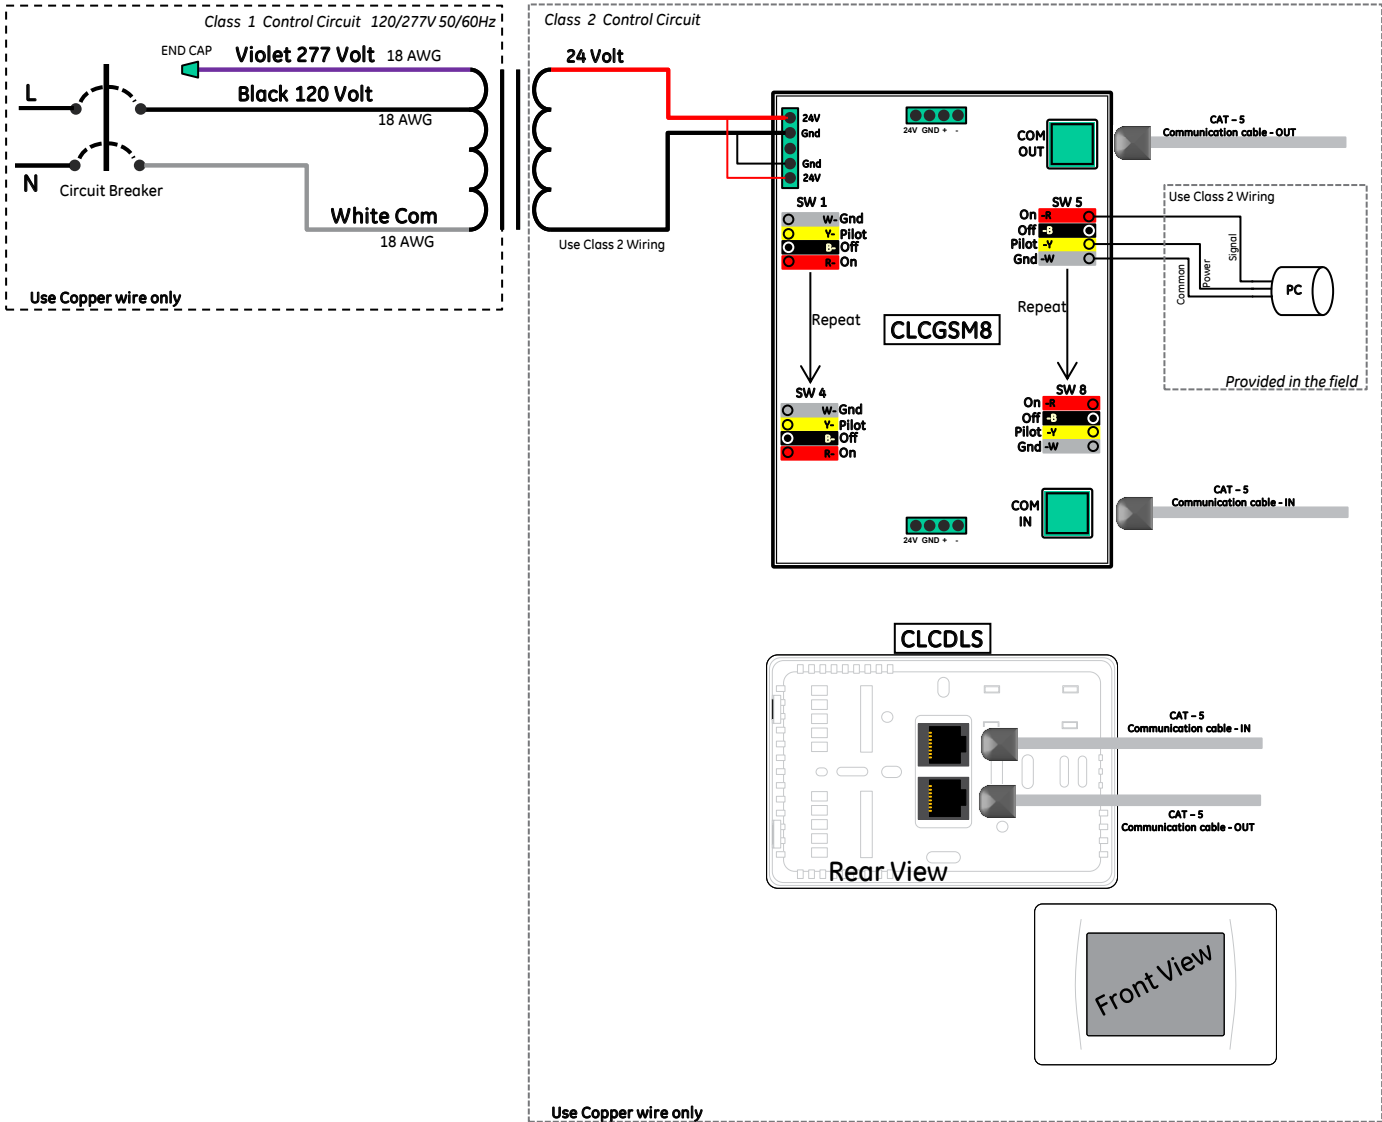 Class 1 Control Circuit 120/277V 50/60Hz
END CAP
Violet 277 Volt 18 AWG
L
Black 120 Volt
18 AWG
N
Circuit Breaker
White Com
18 AWG
Use Copper wire only
Class 2 Control Circuit
24 Volt
Use Class 2 Wiring
24V
Gnd
Gnd
24V
24V GND + -
COM
OUT
CAT – 5
Communication cable - OUT
SW 1
W- Gnd
Y- Pilot
B- Off
R- On
Repeat
SW 4
W- Gnd
Y- Pilot
B- Off
R- On
CLCGSM8
SW 5
On -R
Off -B
Pilot -Y
Gnd -W
Repeat
SW 8
On -R
Off -B
Pilot -Y
Gnd -W
Use Class 2 Wiring
Signal
Power
Common
PC
Provided in the field
24V GND + -
COM
IN
CAT – 5
Communication cable - IN
CLCDLS
CAT – 5
Communication cable - IN
CAT – 5
Communication cable - OUT
Rear View
Front View
Use Copper wire only